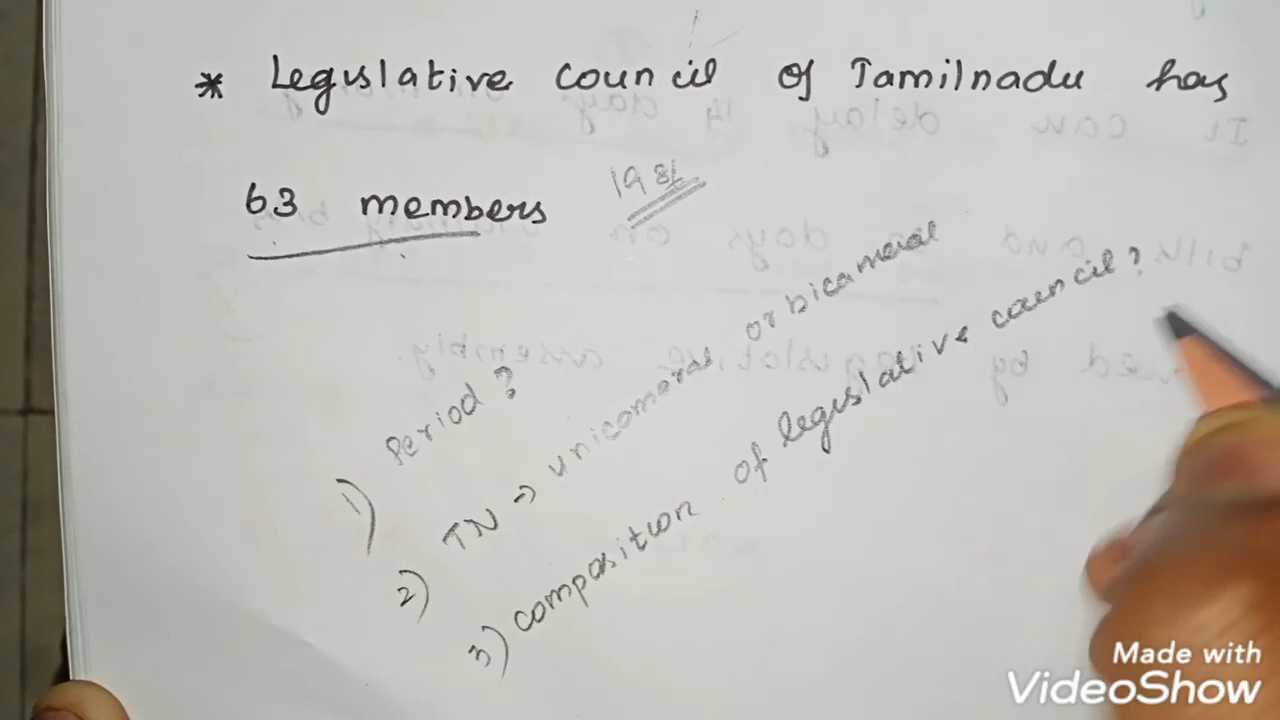 * Legislative council of Tamilnadu has
63 members
1) Period?
2) TN → unicameral or bicameral
3) composition of legislative council?
Made with
VideoShow